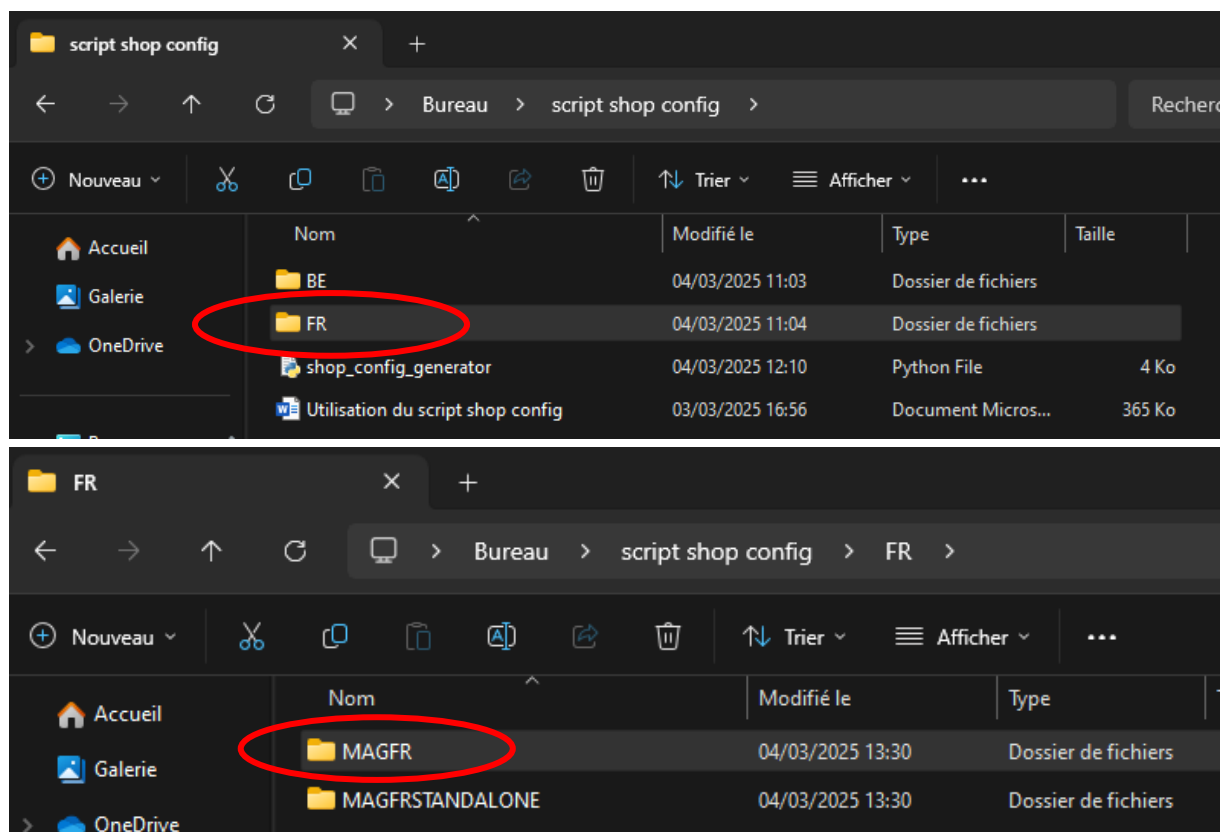 script shop config
Bureau > script shop config > Recherc
Nouveau Trier Afficher ...
Accueil
Galerie
OneDrive
Nom Modifié le Type Taille
BE 04/03/2025 11:03 Dossier de fichiers
FR 04/03/2025 11:04 Dossier de fichiers
shop_config_generator 04/03/2025 12:10 Python File 4 Ko
Utilisation du script shop config 03/03/2025 16:56 Document Micros... 365 Ko
FR
Bureau > script shop config > FR >
Nouveau Trier Afficher ...
Accueil
Galerie
OneDrive
Nom Modifié le Type
MAGFR 04/03/2025 13:30 Dossier de fichiers
MAGFRSTANDALONE 04/03/2025 13:30 Dossier de fichiers